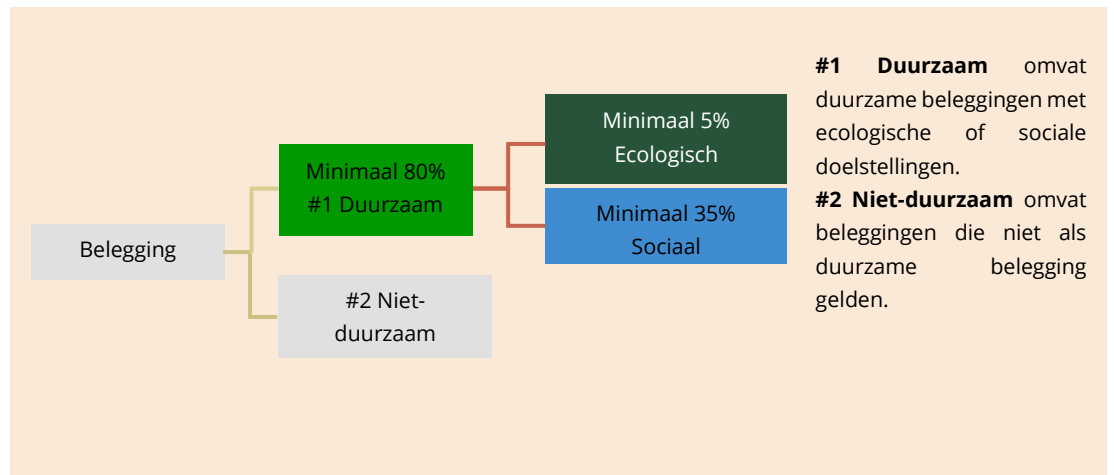 Belegging
Minimaal 80%
#1 Duurzaam
#2 Niet-
duurzaam
Minimaal 5%
Ecologisch
Minimaal 35%
Sociaal
#1 Duurzaam omvat
duurzame beleggingen met
ecologische of sociale
doelstellingen.
#2 Niet-duurzaam omvat
beleggingen die niet als
duurzame belegging
gelden.